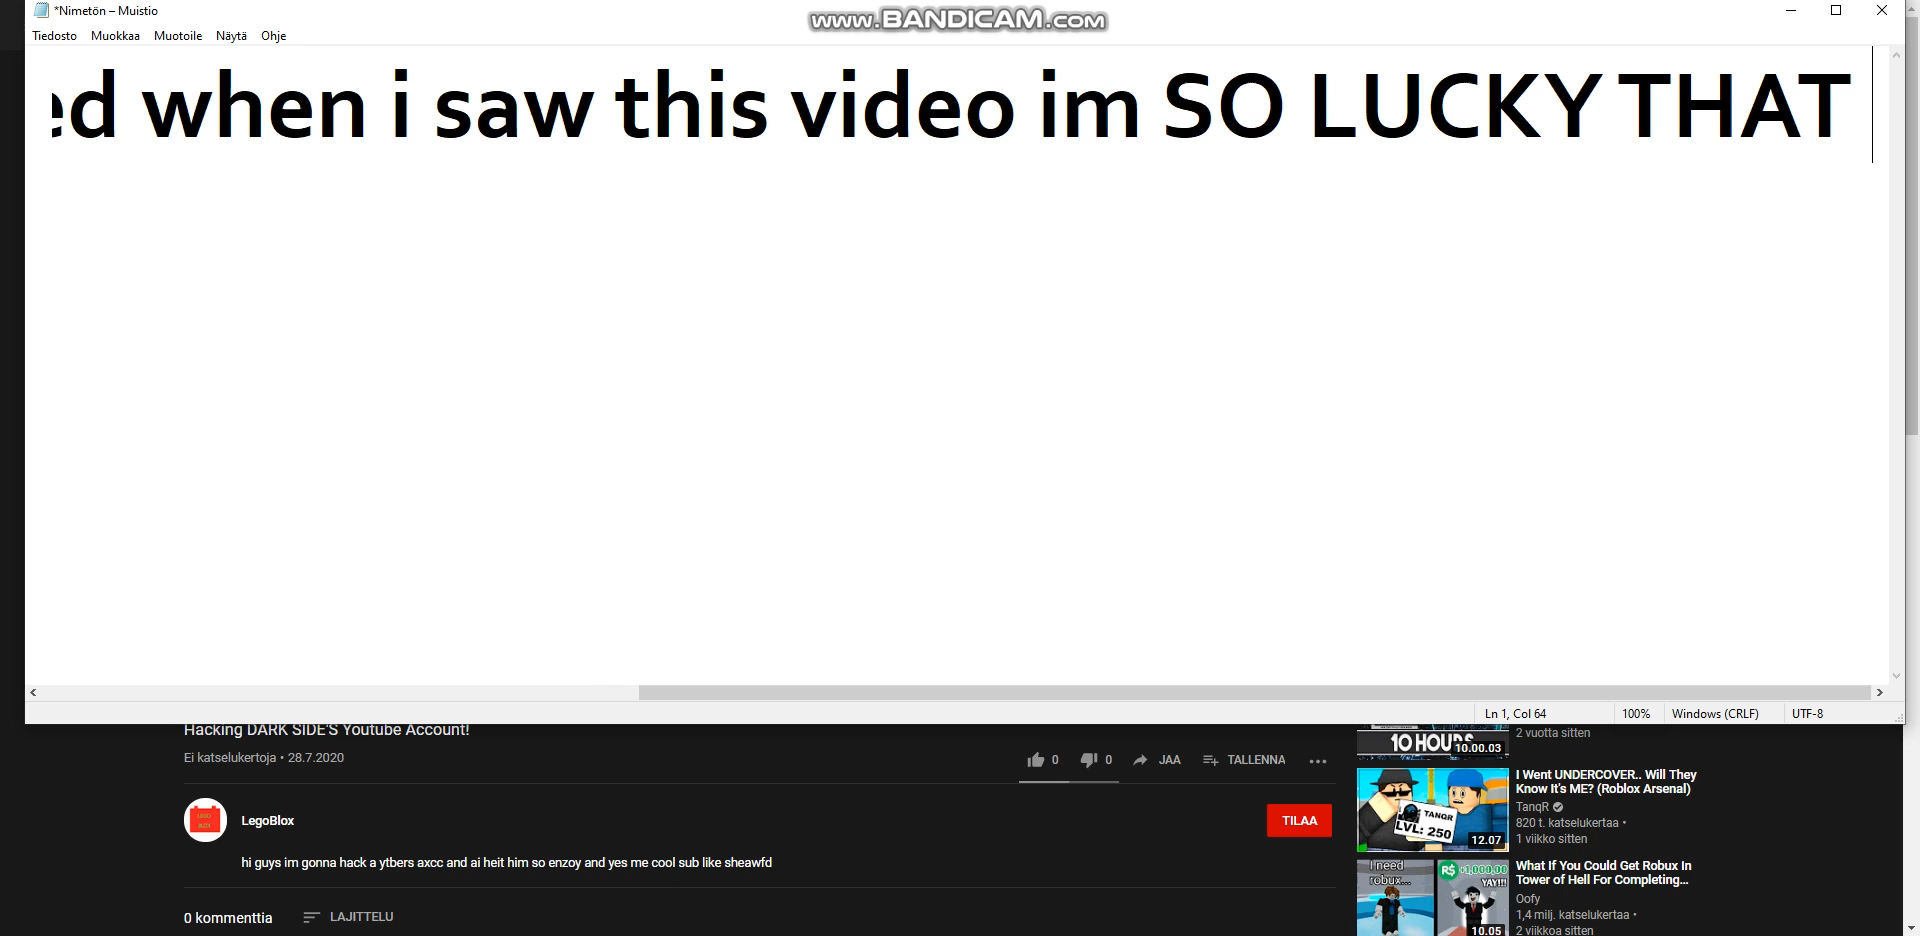 *Nimetön – Muistio
www.BANDICAM.com
Tiedosto Muokkaa Muotoile Näytä Ohje
ed when i saw this video im SO LUCKY THAT
Ln 1, Col 64 100% Windows (CRLF) UTF-8
Hacking DARK SIDE'S Youtube Account!
Ei katselukertoja • 28.7.2020
0 0 JAA TALLENNA
LegoBlox
TILAA
hi guys im gonna hack a ytbers axcc and ai heit him so enzoy and yes me cool sub like sheawfd
0 kommenttia LAJITTELU
10 HOURS
10.00.03
2 vuotta sitten
TANQR
LVL: 250
12.07
I Went UNDERCOVER.. Will They
Know It's ME? (Roblox Arsenal)
TanqR
820 t. katselukertaa •
1 viikko sitten
I need
robux...
R$ +1,000,00
YAY!!!
10.05
What If You Could Get Robux In
Tower of Hell For Completing...
Oofy
1,4 milj. katselukertaa •
2 viikkoa sitten